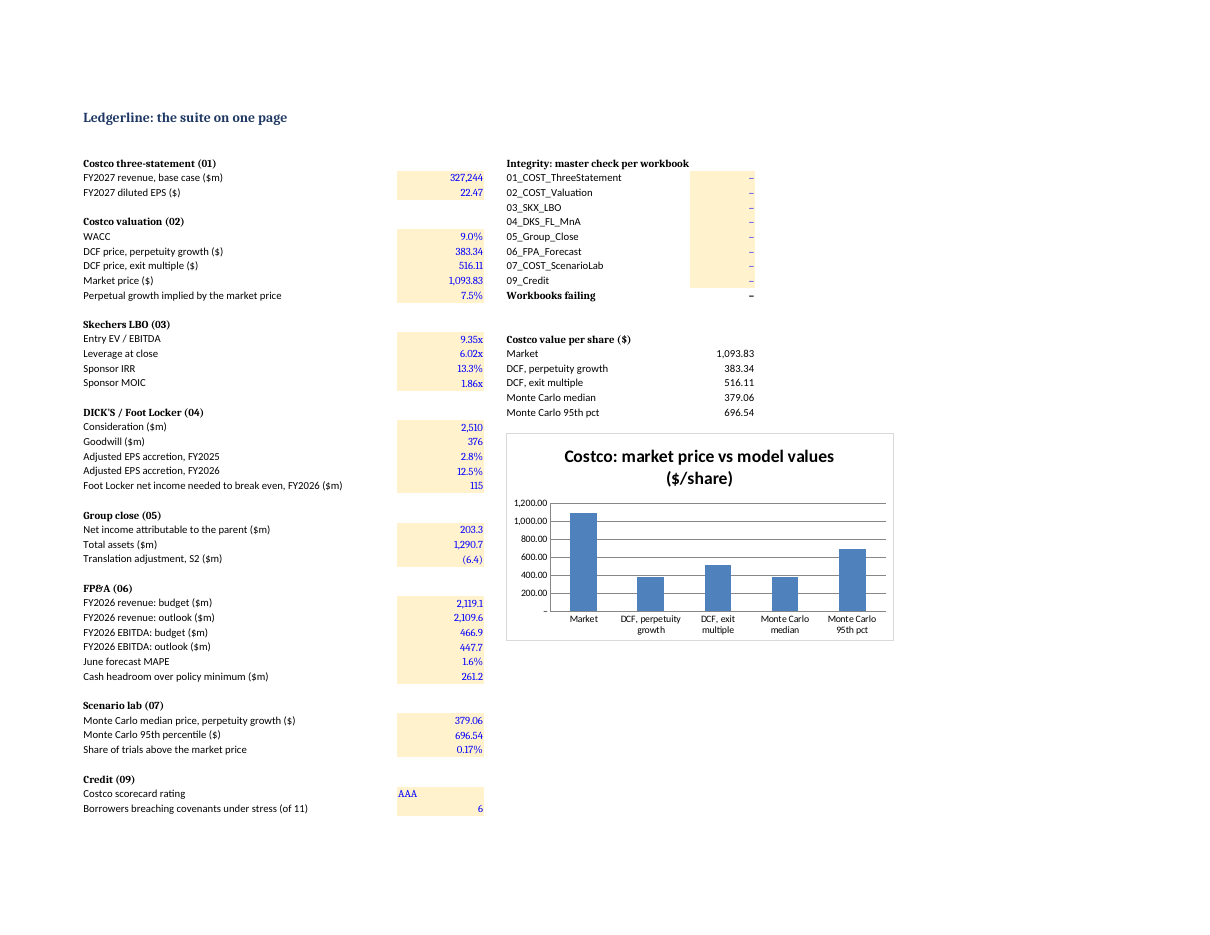 Ledgerline: the suite on one page
Costco three-statement (01)
FY2027 revenue, base case ($m) 327,244
FY2027 diluted EPS ($) 22.47
Costco valuation (02)
WACC 9.0%
DCF price, perpetuity growth ($) 383.34
DCF price, exit multiple ($) 516.11
Market price ($) 1,093.83
Perpetual growth implied by the market price 7.5%
Skechers LBO (03)
Entry EV / EBITDA 9.35x
Leverage at close 6.02x
Sponsor IRR 13.3%
Sponsor MOIC 1.86x
DICK'S / Foot Locker (04)
Consideration ($m) 2,510
Goodwill ($m) 376
Adjusted EPS accretion, FY2025 2.8%
Adjusted EPS accretion, FY2026 12.5%
Foot Locker net income needed to break even, FY2026 ($m) 115
Group close (05)
Net income attributable to the parent ($m) 203.3
Total assets ($m) 1,290.7
Translation adjustment, S2 ($m) (6.4)
FP&A (06)
FY2026 revenue: budget ($m) 2,119.1
FY2026 revenue: outlook ($m) 2,109.6
FY2026 EBITDA: budget ($m) 466.9
FY2026 EBITDA: outlook ($m) 447.7
June forecast MAPE 1.6%
Cash headroom over policy minimum ($m) 261.2
Scenario lab (07)
Monte Carlo median price, perpetuity growth ($) 379.06
Monte Carlo 95th percentile ($) 696.54
Share of trials above the market price 0.17%
Credit (09)
Costco scorecard rating AAA
Borrowers breaching covenants under stress (of 11) 6
Integrity: master check per workbook
01_COST_ThreeStatement –
02_COST_Valuation –
03_SKX_LBO –
04_DKS_FL_MnA –
05_Group_Close –
06_FPA_Forecast –
07_COST_ScenarioLab –
09_Credit –
Workbooks failing –
Costco value per share ($)
Market 1,093.83
DCF, perpetuity growth 383.34
DCF, exit multiple 516.11
Monte Carlo median 379.06
Monte Carlo 95th pct 696.54
Costco: market price vs model values
($/share)
1,200.00
1,000.00
800.00
600.00
400.00
200.00
–
Market DCF, perpetuity DCF, exit Monte Carlo Monte Carlo
growth multiple median 95th pct